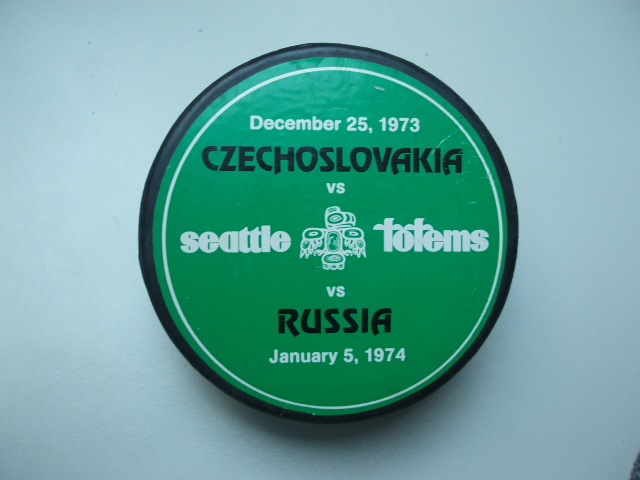 December 25, 1973
CZECHOSLOVAKIA
vs
seattle totems
vs
RUSSIA
January 5, 1974